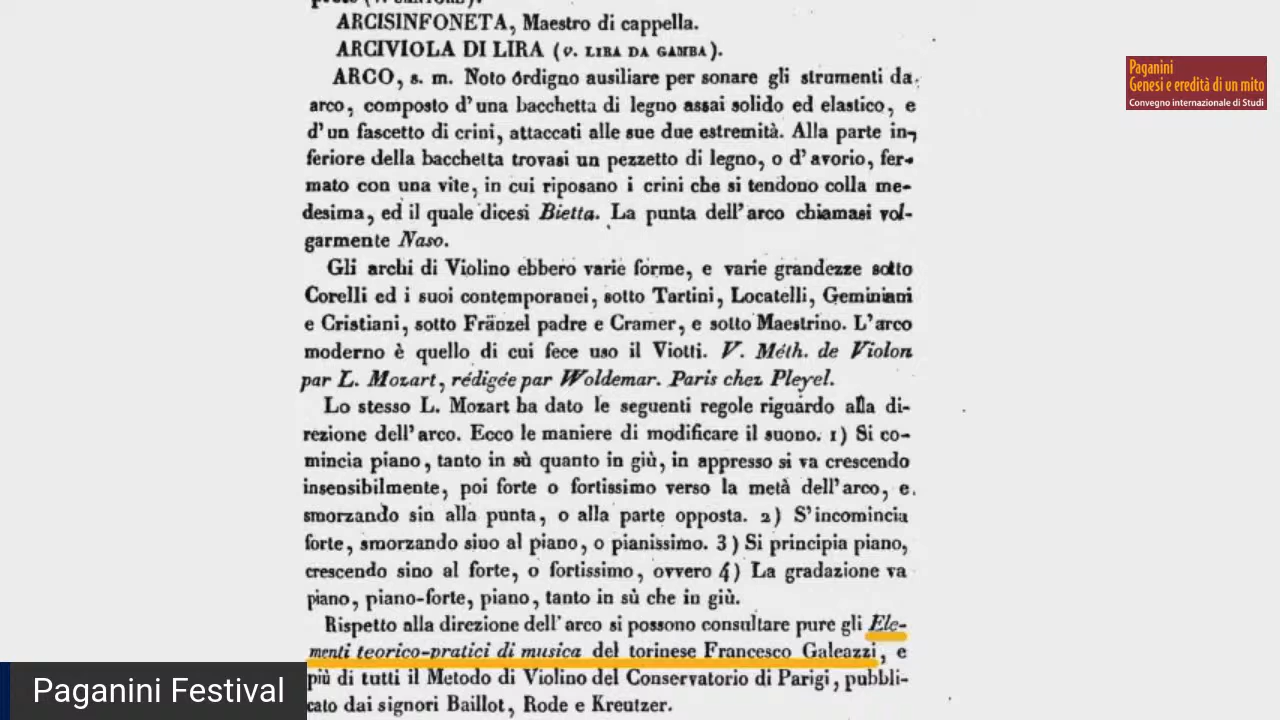 ARCISINFONETA, Maestro di cappella.
ARCIVIOLA DI LIRA (v. LIRA DA GAMBA).
ARCO, s. m. Noto ordigno ausiliare per sonare gli strumenti da
arco, composto d'una bacchetta di legno assai solido ed elastico, e
d'un fascetto di crini, attaccati alle sue due estremità. Alla parte in-
feriore della bacchetta trovasi un pezzetto di legno, o d'avorio, fer-
mato con una vite, in cui riposano i crini che si tendono colla me-
desima, ed il quale dicesi Bietta. La punta dell'arco chiamasi vol-
garmente Naso.
Gli archi di Violino ebbero varie forme, e varie grandezze sotto
Corelli ed i suoi contemporanei, sotto Tartini, Locatelli, Geminiani
e Cristiani, sotto Fränzel padre e Cramer, e sotto Maestrino. L'arco
moderno è quello di cui fece uso il Viotti. V. Méth. de Violon
par L. Mozart, rédigée par Woldemar. Paris chez Pleyel.
Lo stesso L. Mozart ha dato le seguenti regole riguardo alla di-
rezione dell'arco. Ecco le maniere di modificare il suono. 1) Si co-
mincia piano, tanto in sù quanto in giù, in appresso si va crescendo
insensibilmente, poi forte o fortissimo verso la metà dell'arco, e
smorzando sin alla punta, o alla parte opposta. 2) S'incomincia
forte, smorzando sino al piano, o pianissimo. 3) Si principia piano,
crescendo sino al forte, o fortissimo, ovvero 4) La gradazione va
piano, piano-forte, piano, tanto in sù che in giù.
Rispetto alla direzione dell'arco si possono consultare pure gli Ele-
menti teorico-pratici di musica del torinese Francesco Galeazzi, e
più di tutti il Metodo di Violino del Conservatorio di Parigi, pubbli-
cato dai signori Baillot, Rode e Kreutzer.
Paganini
Genesi e eredità di un mito
Convegno internazionale di Studi
Paganini Festival